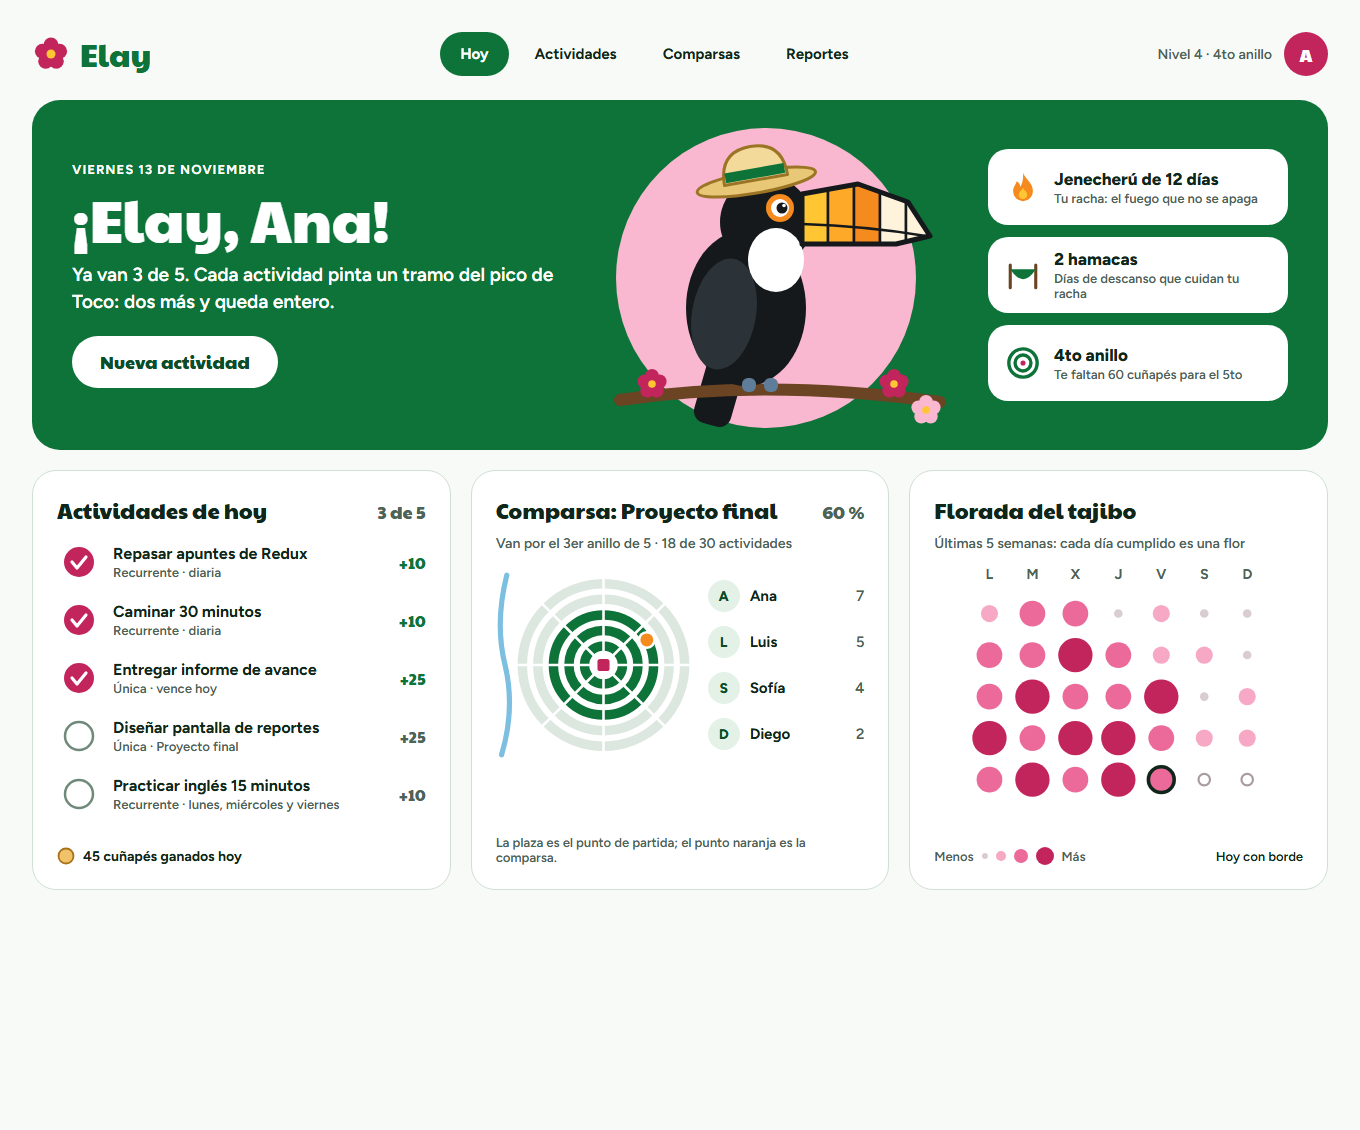 Elay
Hoy
Actividades
Comparsas
Reportes
Nivel 4 · 4to anillo
A
VIERNES 13 DE NOVIEMBRE
¡Elay, Ana!
Ya van 3 de 5. Cada actividad pinta un tramo del pico de
Toco: dos más y queda entero.
Nueva actividad
Jenecherú de 12 días
Tu racha: el fuego que no se apaga
2 hamacas
Días de descanso que cuidan tu
racha
4to anillo
Te faltan 60 cuñapés para el 5to
Actividades de hoy
3 de 5
Repasar apuntes de Redux
Recurrente · diaria
+10
Caminar 30 minutos
Recurrente · diaria
+10
Entregar informe de avance
Única · vence hoy
+25
Diseñar pantalla de reportes
Única · Proyecto final
+25
Practicar inglés 15 minutos
Recurrente · lunes, miércoles y viernes
+10
45 cuñapés ganados hoy
Comparsa: Proyecto final
60 %
Van por el 3er anillo de 5 · 18 de 30 actividades
A Ana 7
L Luis 5
S Sofía 4
D Diego 2
La plaza es el punto de partida; el punto naranja es la
comparsa.
Florada del tajibo
Últimas 5 semanas: cada día cumplido es una flor
L M X J V S D
Menos
Más
Hoy con borde